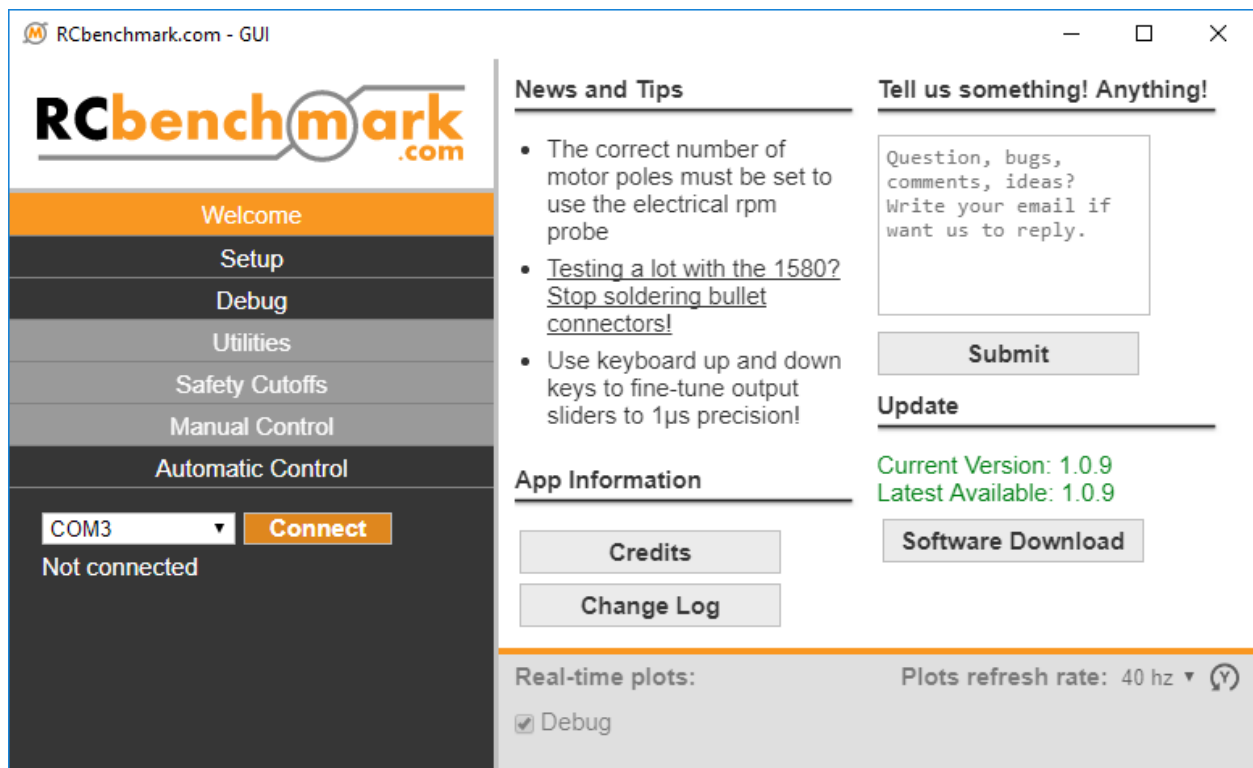 RCbenchmark.com - GUI
RCbenchmark
.com
Welcome
Setup
Debug
Utilities
Safety Cutoffs
Manual Control
Automatic Control
COM3
Connect
Not connected
News and Tips
The correct number of
motor poles must be set to
use the electrical rpm
probe
Testing a lot with the 1580?
Stop soldering bullet
connectors!
Use keyboard up and down
keys to fine-tune output
sliders to 1µs precision!
App Information
Credits
Change Log
Tell us something! Anything!
Question, bugs,
comments, ideas?
Write your email if
want us to reply.
Submit
Update
Current Version: 1.0.9
Latest Available: 1.0.9
Software Download
Real-time plots:
Plots refresh rate: 40 hz
Y
Debug